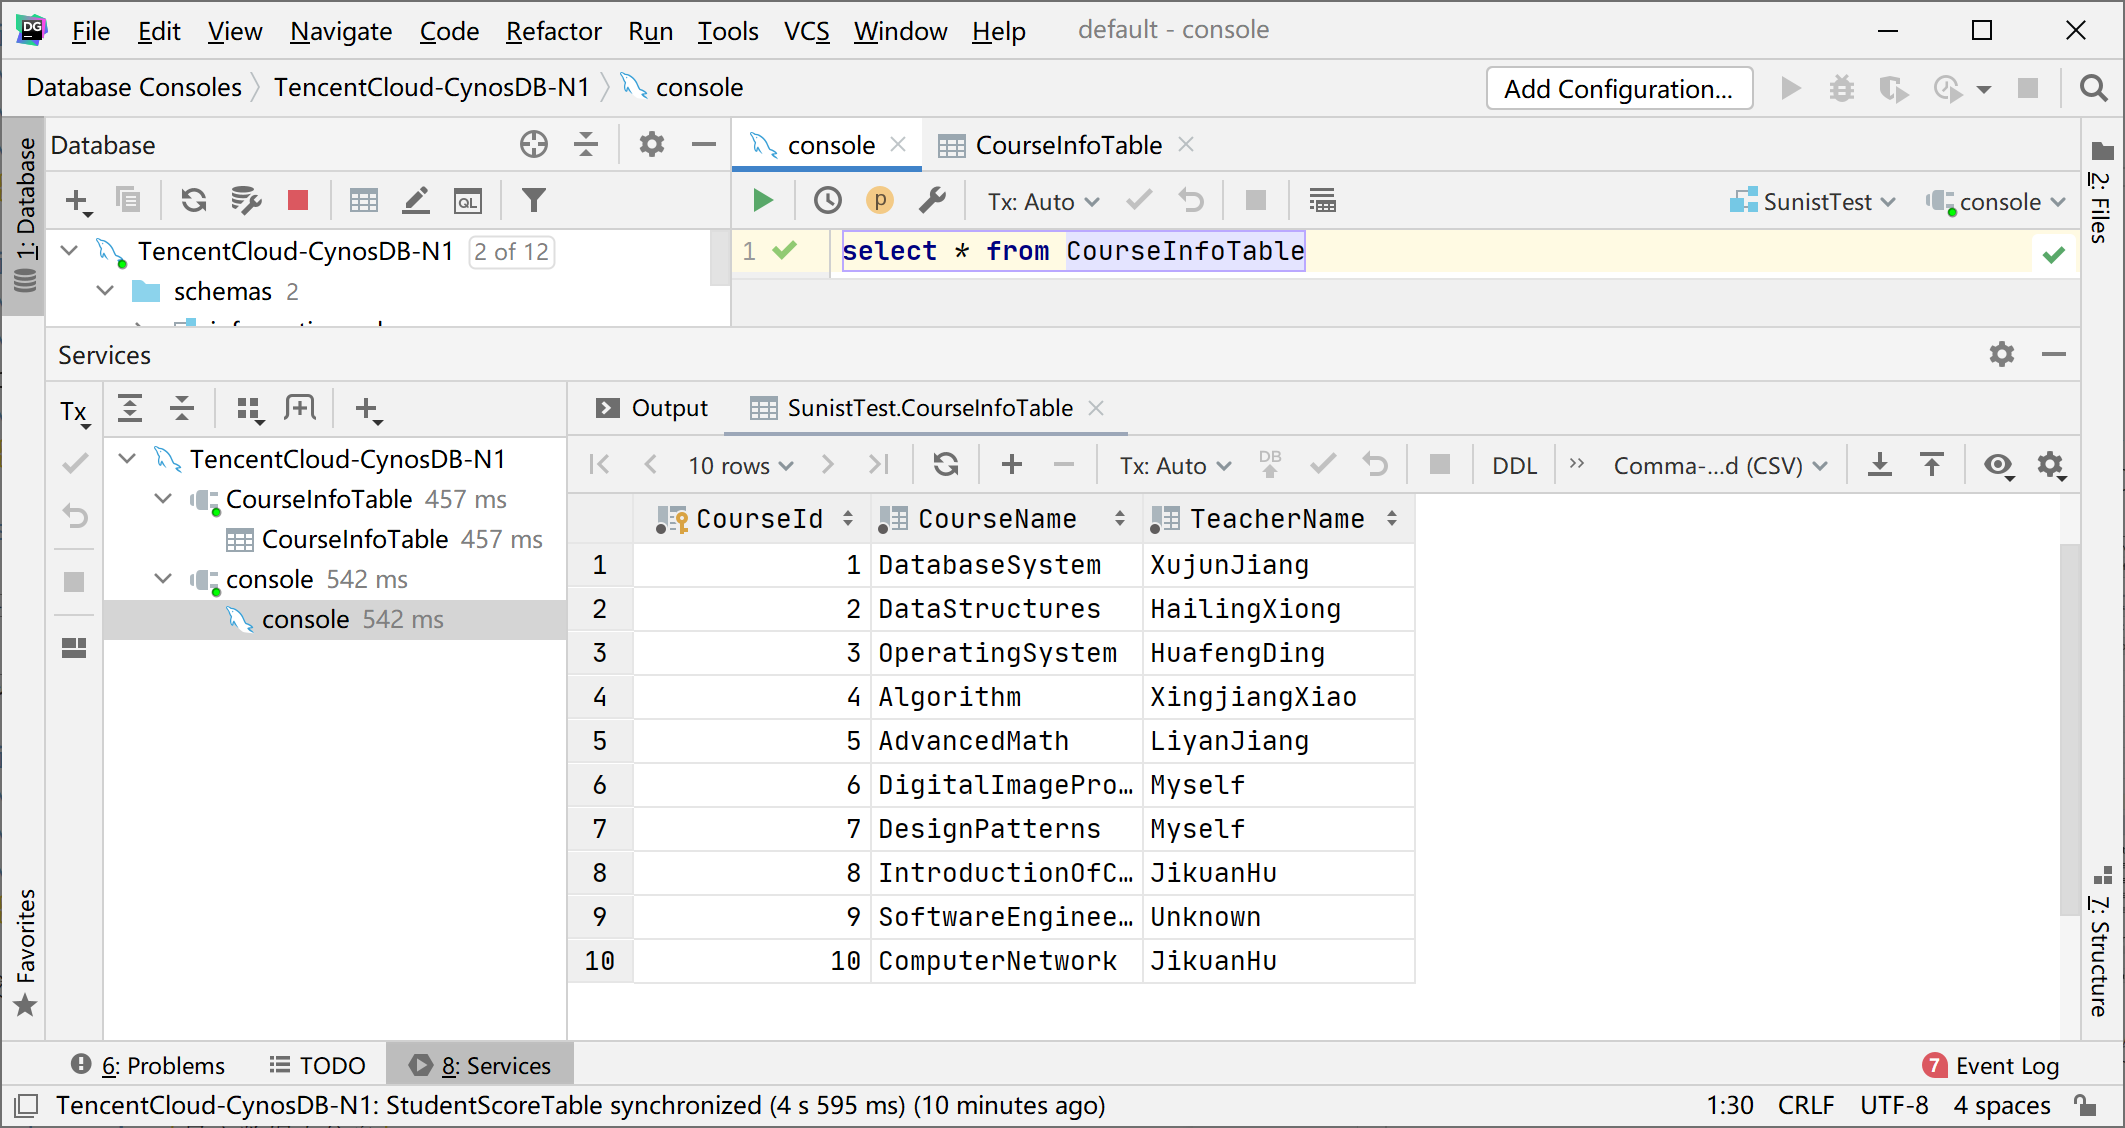 DG File Edit View Navigate Code Refactor Run Tools VCS Window Help default - console
Database Consoles TencentCloud-CynosDB-N1 console Add Configuration...
1: Database
Database
console CourseInfoTable
2: Files
QL
p Tx: Auto SunistTest console
TencentCloud-CynosDB-N1 2 of 12
1 select * from CourseInfoTable
schemas 2
Services
Tx
Output SunistTest.CourseInfoTable
TencentCloud-CynosDB-N1
CourseInfoTable 457 ms
CourseInfoTable 457 ms
console 542 ms
console 542 ms
10 rows Tx: Auto DB DDL Comma-...d (CSV)
CourseId CourseName TeacherName
1 1 DatabaseSystem XujunJiang
2 2 DataStructures HailingXiong
3 3 OperatingSystem HuafengDing
4 4 Algorithm XingjiangXiao
5 5 AdvancedMath LiyanJiang
6 6 DigitalImagePro… Myself
7 7 DesignPatterns Myself
8 8 IntroductionOfC… JikuanHu
9 9 SoftwareEnginee… Unknown
10 10 ComputerNetwork JikuanHu
Favorites
7: Structure
6: Problems TODO 8: Services 7 Event Log
TencentCloud-CynosDB-N1: StudentScoreTable synchronized (4 s 595 ms) (10 minutes ago) 1:30 CRLF UTF-8 4 spaces